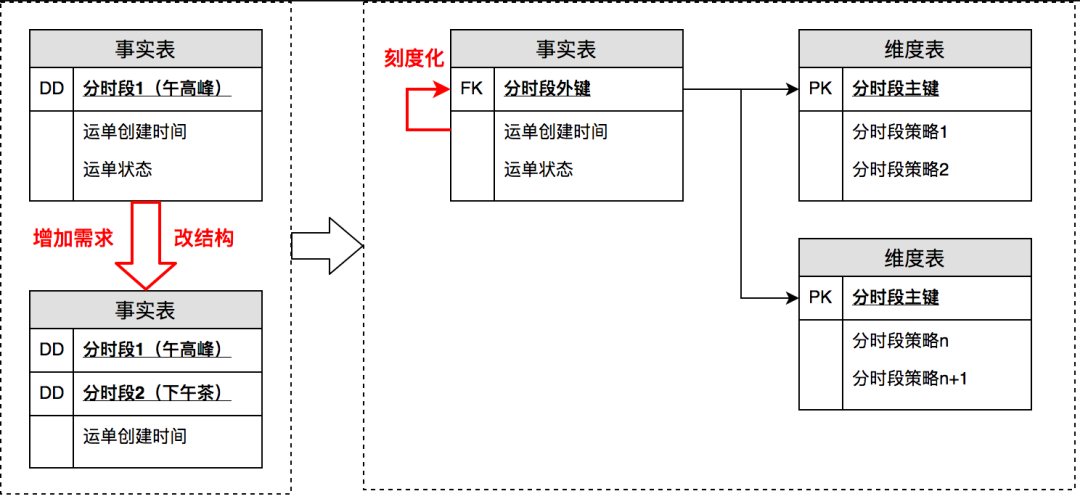 事实表
DD 分时段1（午高峰）
运单创建时间
运单状态
增加需求 改结构
事实表
DD 分时段1（午高峰）
DD 分时段2（下午茶）
运单创建时间
刻度化
事实表
FK 分时段外键
运单创建时间
运单状态
维度表
PK 分时段主键
分时段策略1
分时段策略2
维度表
PK 分时段主键
分时段策略n
分时段策略n+1